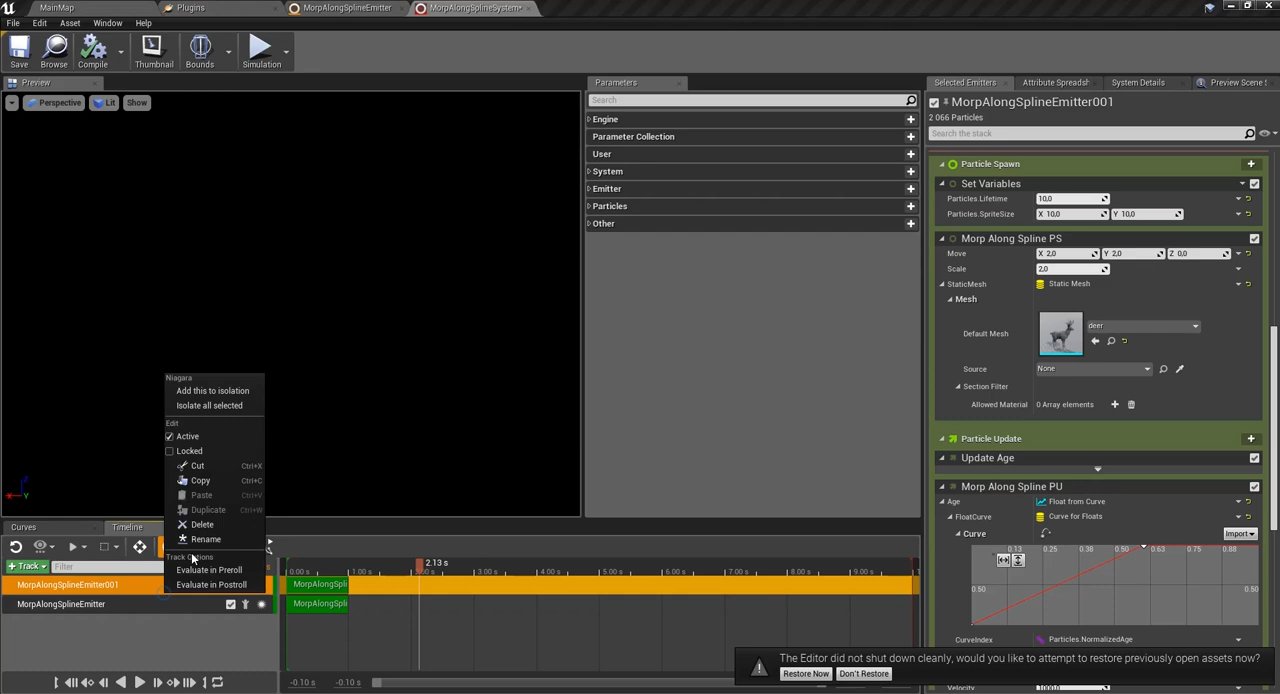 MainMap
Plugins
MorpAlongSplineEmitter
MorpAlongSplineSystem*
File Edit Asset Window Help
Save Browse Compile Thumbnail Bounds Simulation
Preview
Perspective Lit Show
Parameters
Search
Engine
Parameter Collection
User
System
Emitter
Particles
Other
Selected Emitters Attribute Spreadsh System Details Preview Scene S
MorpAlongSplineEmitter001
2 066 Particles
Search the stack
Particle Spawn
Set Variables
Particles.Lifetime 10,0
Particles.SpriteSize X 10,0 Y 10,0
Morp Along Spline PS
Move X 2,0 Y 2,0 Z 0,0
Scale 2,0
StaticMesh Static Mesh
Mesh
Default Mesh deer
Source None
Section Filter
Allowed Material 0 Array elements
Particle Update
Update Age
Morp Along Spline PU
Age Float from Curve
FloatCurve Curve for Floats
Curve Import
0.13 0.25 0.38 0.50 0.63 0.75 0.88
0.50 0.50
CurveIndex Particles.NormalizedAge
Velocity
Niagara
Add this to isolation
Isolate all selected
Edit
Active
Locked
Cut Ctrl+X
Copy Ctrl+C
Paste Ctrl+V
Duplicate Ctrl+W
Delete
Rename
Evaluate in Preroll
Evaluate in Postroll
Curves Timeline
Track Filter
2.13 s
0.00 s 1.00 s 3.00 s 4.00 s 5.00 s 6.00 s 7.00 s 8.00 s 9.00 s
MorpAlongSplineEmitter001 MorpAlongSpli
MorpAlongSplineEmitter MorpAlongSpli
-0.10 s -0.10 s
The Editor did not shut down cleanly, would you like to attempt to restore previously open assets now?
Restore Now Don't Restore